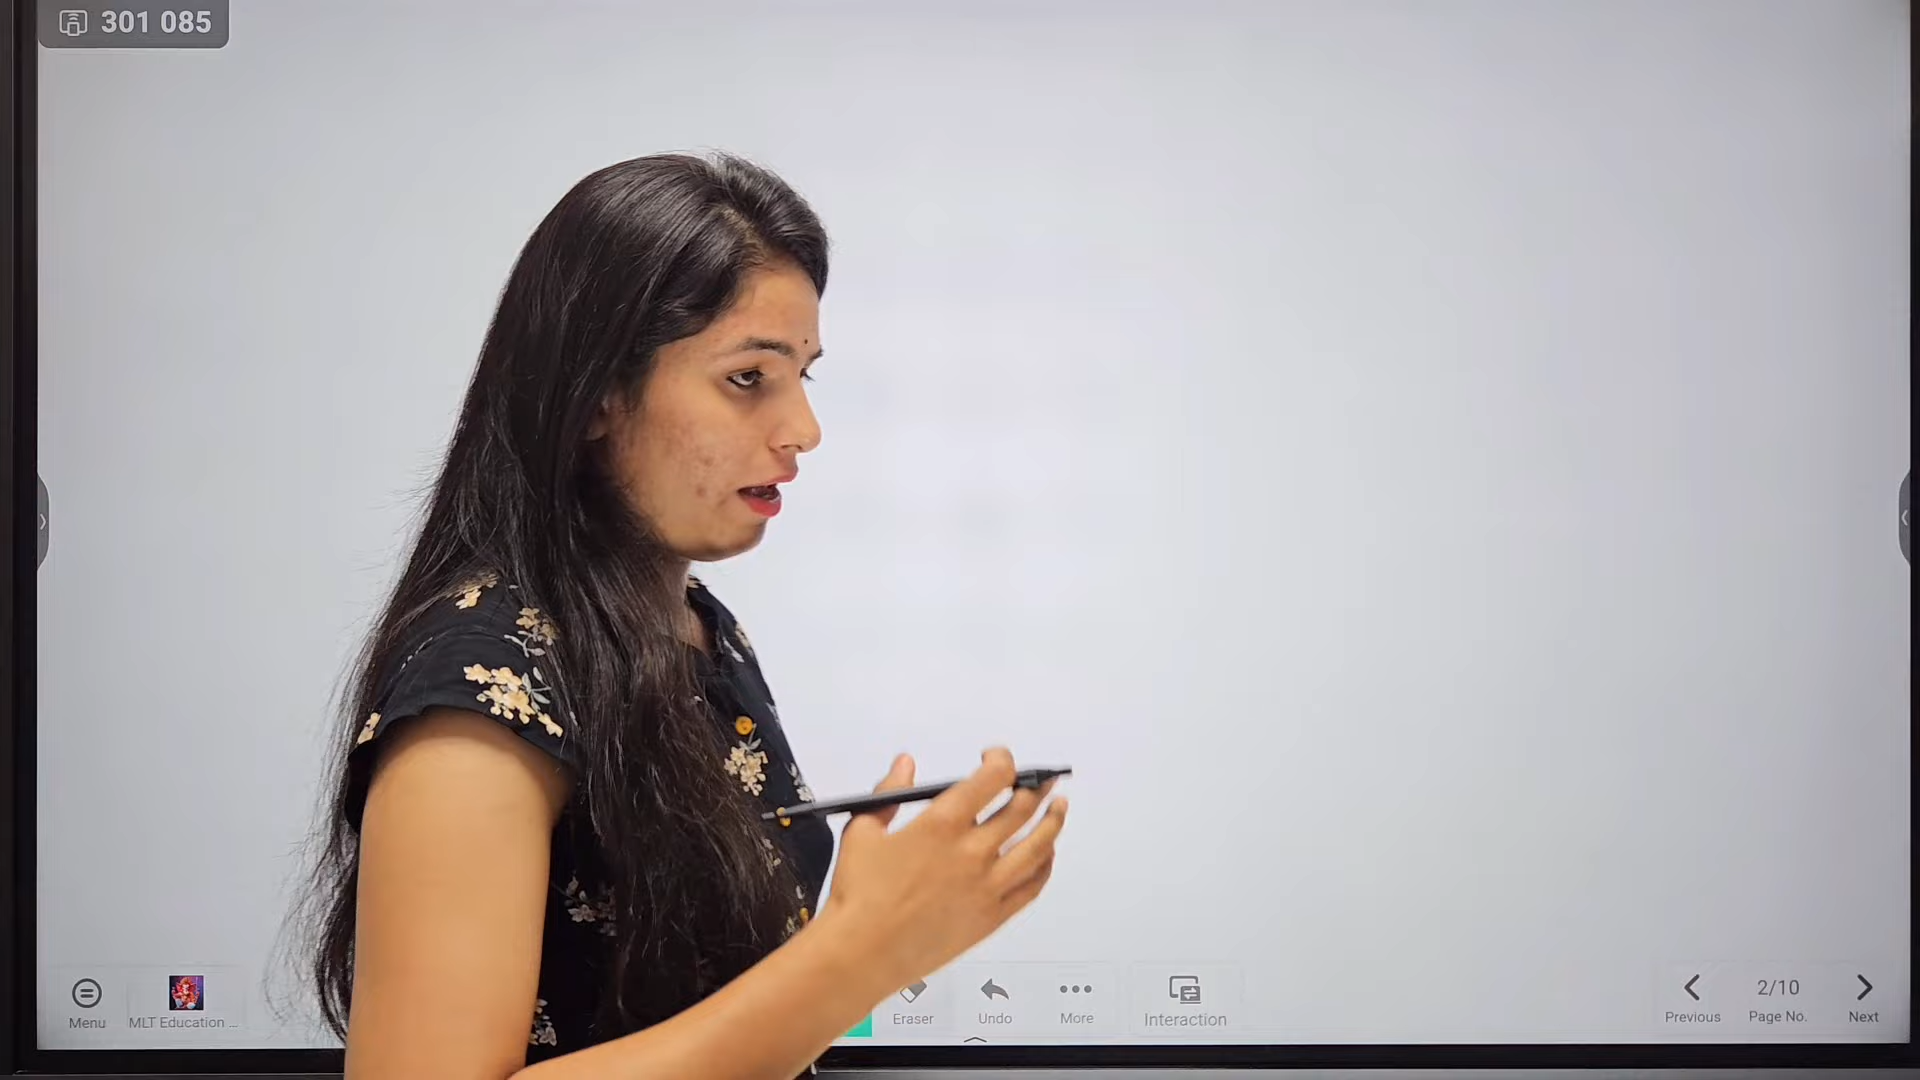 301 085
Menu
MLT Education ...
Eraser
Undo
More
Interaction
Previous
2/10
Page No.
Next